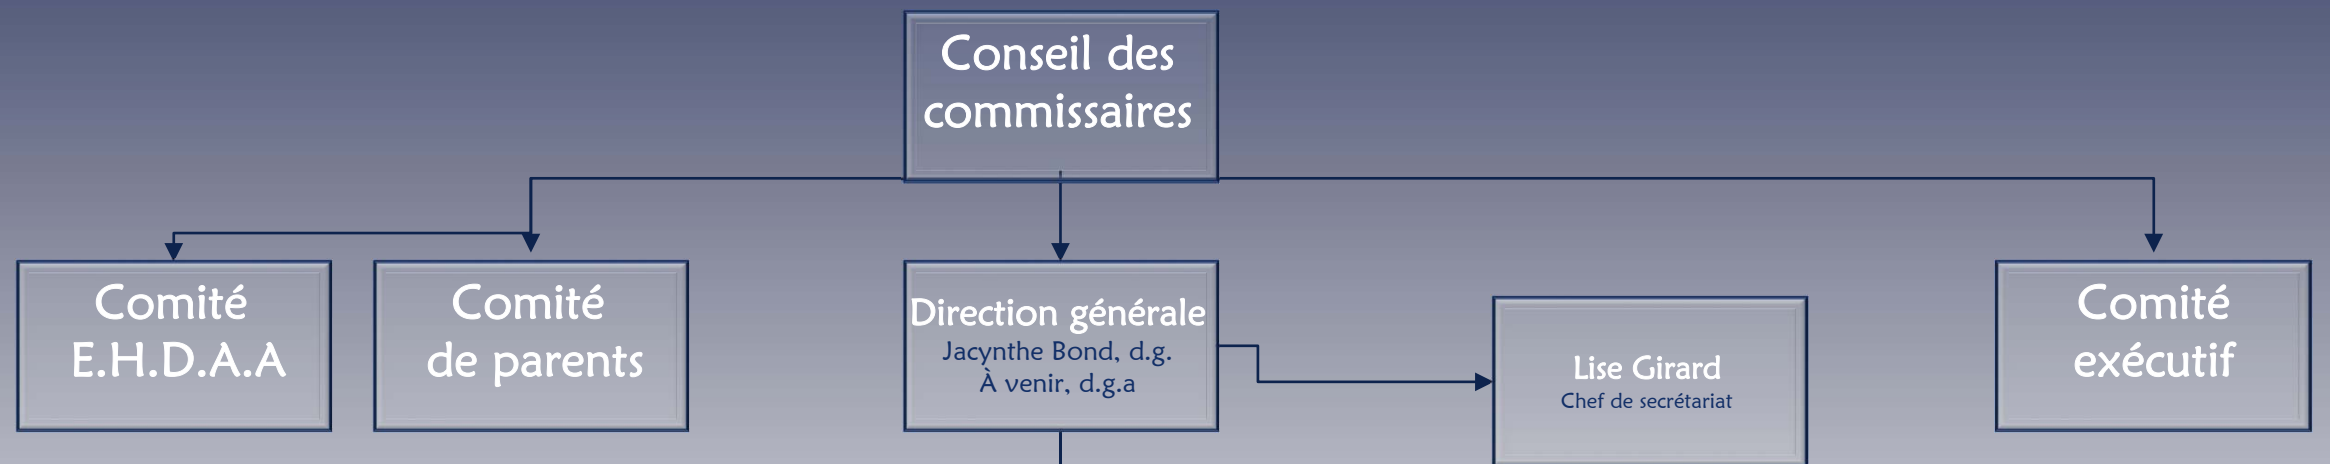 Conseil des
commissaires
Comité
E.H.D.A.A
Comité
de parents
Direction générale
Jacynthe Bond, d.g.
À venir, d.g.a
Lise Girard
Chef de secrétariat
Comité
exécutif